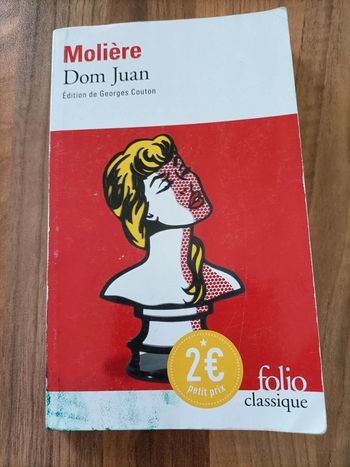 Molière
Dom Juan
Édition de Georges Couton
2€
petit prix
folio
classique